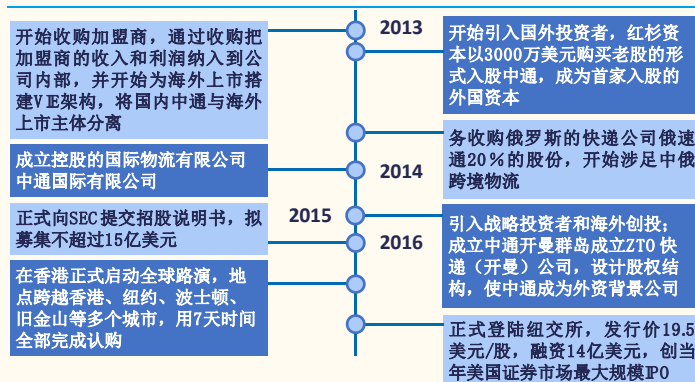 2013
开始收购加盟商，通过收购把
加盟商的收入和利润纳入到公
司内部，并开始为海外上市搭
建VIE架构，将国内中通与海外
上市主体分离
开始引入国外投资者，红杉资
本以3000万美元购买老股的形
式入股中通，成为首家入股的
外国资本
务收购俄罗斯的快递公司俄速
通20％的股份，开始涉足中俄
跨境物流
成立控股的国际物流有限公司
中通国际有限公司
2014
2015
正式向SEC提交招股说明书，拟
募集不超过15亿美元
引入战略投资者和海外创投；
成立中通开曼群岛成立ZTO 快
递（开曼）公司，设计股权结
构，使中通成为外资背景公司
2016
在香港正式启动全球路演，地
点跨越香港、纽约、波士顿、
旧金山等多个城市，用7天时间
全部完成认购
正式登陆纽交所，发行价19.5
美元/股，融资14亿美元，创当
年美国证券市场最大规模IPO